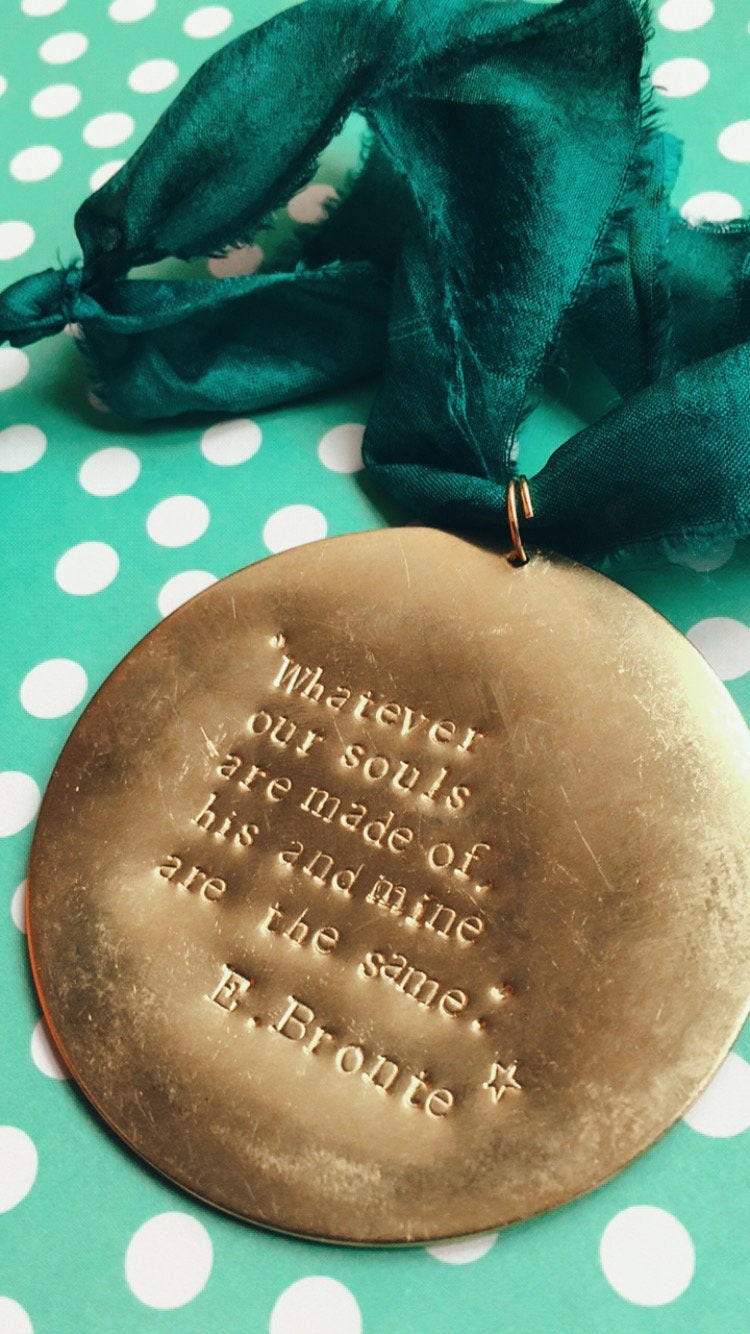 "Whatever
our souls
are made of,
his and mine
are the same."
E. Bronte